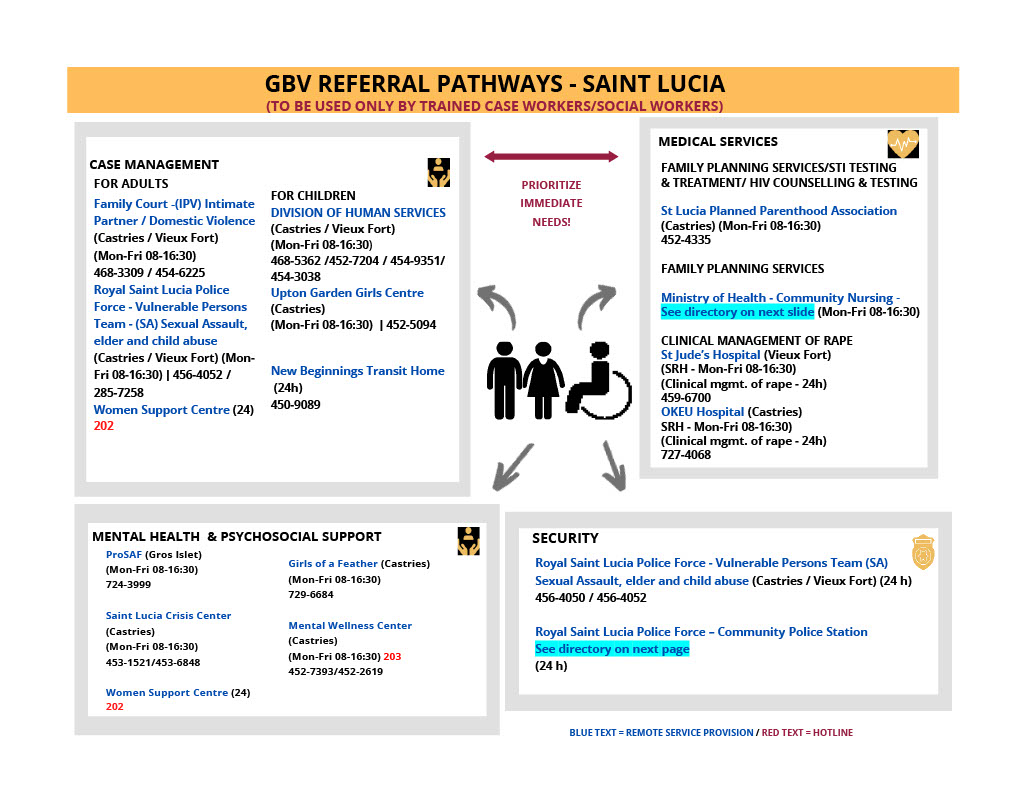 GBV REFERRAL PATHWAYS - SAINT LUCIA
(TO BE USED ONLY BY TRAINED CASE WORKERS/SOCIAL WORKERS)
CASE MANAGEMENT
FOR ADULTS
Family Court -(IPV) Intimate
Partner / Domestic Violence
(Castries / Vieux Fort)
(Mon-Fri 08-16:30)
468-3309 / 454-6225
Royal Saint Lucia Police
Force - Vulnerable Persons
Team - (SA) Sexual Assault,
elder and child abuse
(Castries / Vieux Fort) (Mon-
Fri 08-16:30) | 456-4052 /
285-7258
Women Support Centre (24)
202
FOR CHILDREN
DIVISION OF HUMAN SERVICES
(Castries / Vieux Fort)
(Mon-Fri 08-16:30)
468-5362 /452-7204 / 454-9351/
454-3038
Upton Garden Girls Centre
(Castries)
(Mon-Fri 08-16:30) | 452-5094
New Beginnings Transit Home
(24h)
450-9089
PRIORITIZE
IMMEDIATE
NEEDS!
MEDICAL SERVICES
FAMILY PLANNING SERVICES/STI TESTING
& TREATMENT/ HIV COUNSELLING & TESTING
St Lucia Planned Parenthood Association
(Castries) (Mon-Fri 08-16:30)
452-4335
FAMILY PLANNING SERVICES
Ministry of Health - Community Nursing -
See directory on next slide (Mon-Fri 08-16:30)
CLINICAL MANAGEMENT OF RAPE
St Jude's Hospital (Vieux Fort)
(SRH - Mon-Fri 08-16:30)
(Clinical mgmt. of rape - 24h)
459-6700
OKEU Hospital (Castries)
SRH - Mon-Fri 08-16:30)
(Clinical mgmt. of rape - 24h)
727-4068
MENTAL HEALTH & PSYCHOSOCIAL SUPPORT
ProSAF (Gros Islet)
(Mon-Fri 08-16:30)
724-3999
Saint Lucia Crisis Center
(Castries)
(Mon-Fri 08-16:30)
453-1521/453-6848
Women Support Centre (24)
202
Girls of a Feather (Castries)
(Mon-Fri 08-16:30)
729-6684
Mental Wellness Center
(Castries)
(Mon-Fri 08-16:30) 203
452-7393/452-2619
SECURITY
Royal Saint Lucia Police Force - Vulnerable Persons Team (SA)
Sexual Assault, elder and child abuse (Castries / Vieux Fort) (24 h)
456-4050 / 456-4052
Royal Saint Lucia Police Force – Community Police Station
See directory on next page
(24 h)
BLUE TEXT = REMOTE SERVICE PROVISION / RED TEXT = HOTLINE